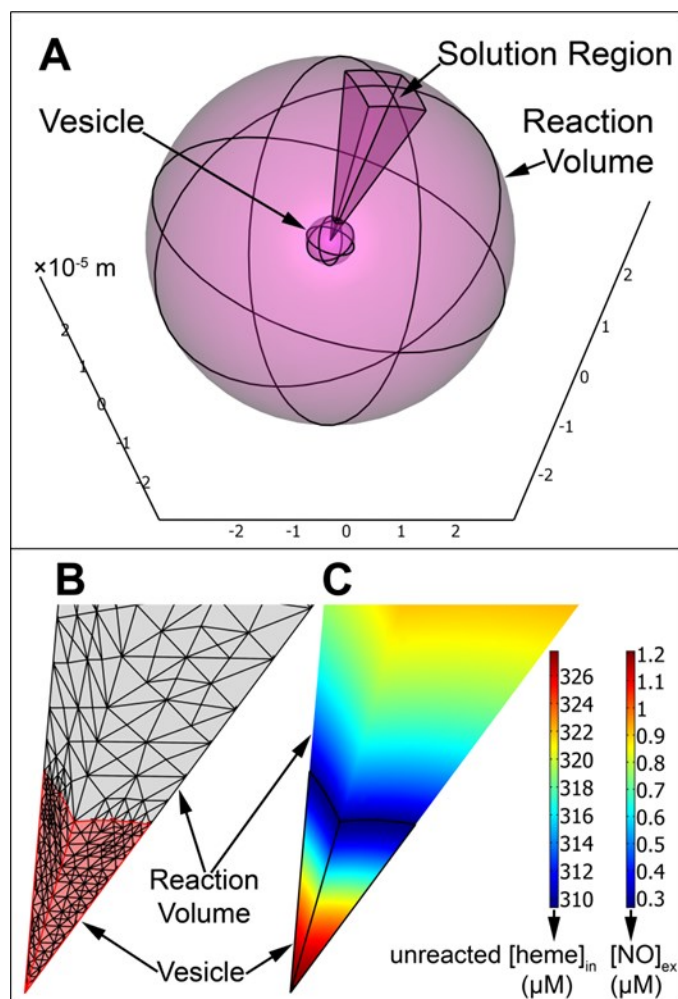 A
Solution Region
Vesicle
Reaction
Volume
×10⁻⁵ m
2
1
0
-1
-2
2
1
0
-1
-2
-2 -1 0 1 2
B
C
326
324
322
320
318
316
314
312
310
1.2
1.1
1
0.9
0.8
0.7
0.6
0.5
0.4
0.3
Reaction
Volume
Vesicle
unreacted [heme]in [NO]ex
(µM) (µM)